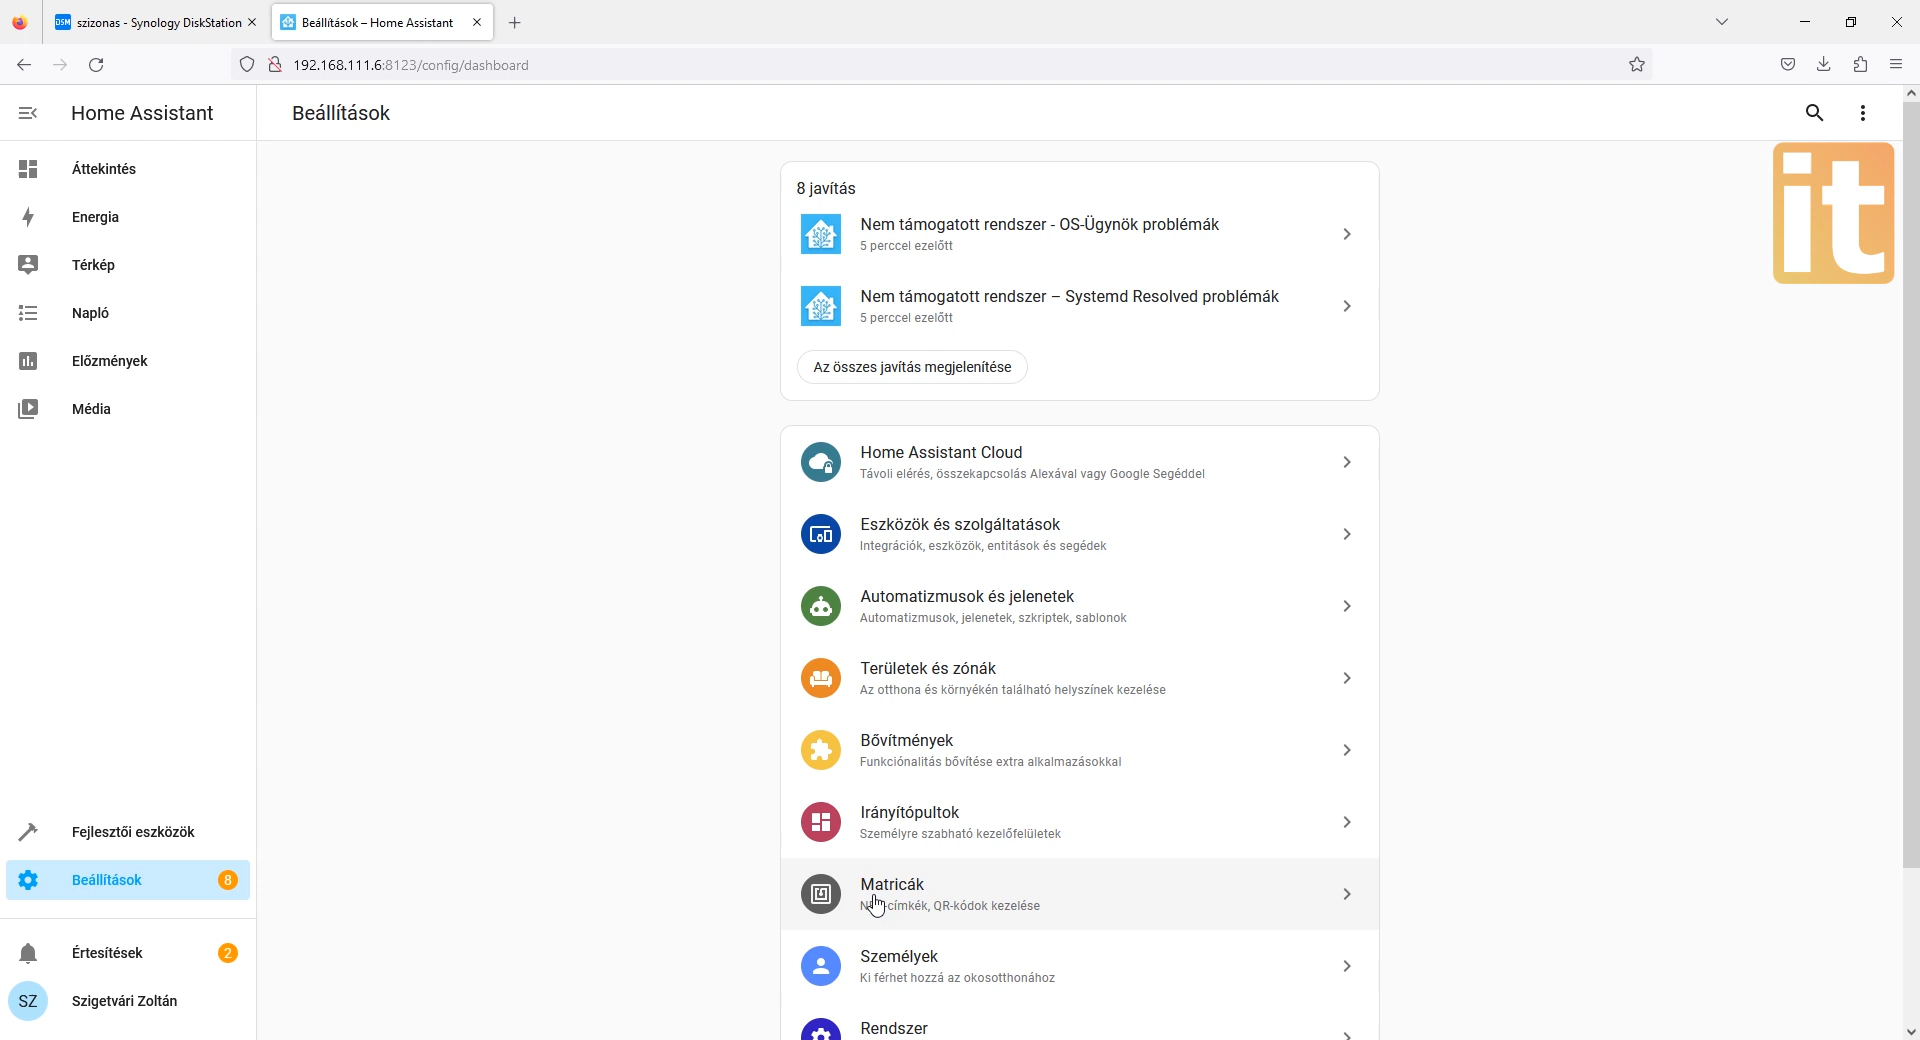 szizonas - Synology DiskStation
Beállítások – Home Assistant
192.168.111.6:8123/config/dashboard
Home Assistant
Beállítások
Áttekintés
Energia
Térkép
Napló
Előzmények
Média
Fejlesztői eszközök
Beállítások
8
Értesítések
2
SZ
Szigetvári Zoltán
8 javítás
Nem támogatott rendszer - OS-Ügynök problémák
5 perccel ezelőtt
Nem támogatott rendszer – Systemd Resolved problémák
5 perccel ezelőtt
Az összes javítás megjelenítése
Home Assistant Cloud
Távoli elérés, összekapcsolás Alexával vagy Google Segéddel
Eszközök és szolgáltatások
Integrációk, eszközök, entitások és segédek
Automatizmusok és jelenetek
Automatizmusok, jelenetek, szkriptek, sablonok
Területek és zónák
Az otthona és környékén található helyszínek kezelése
Bővítmények
Funkciónalitás bővítése extra alkalmazásokkal
Irányítópultok
Személyre szabható kezelőfelületek
Matricák
címkék, QR-kódok kezelése
Személyek
Ki férhet hozzá az okosotthonához
Rendszer
it